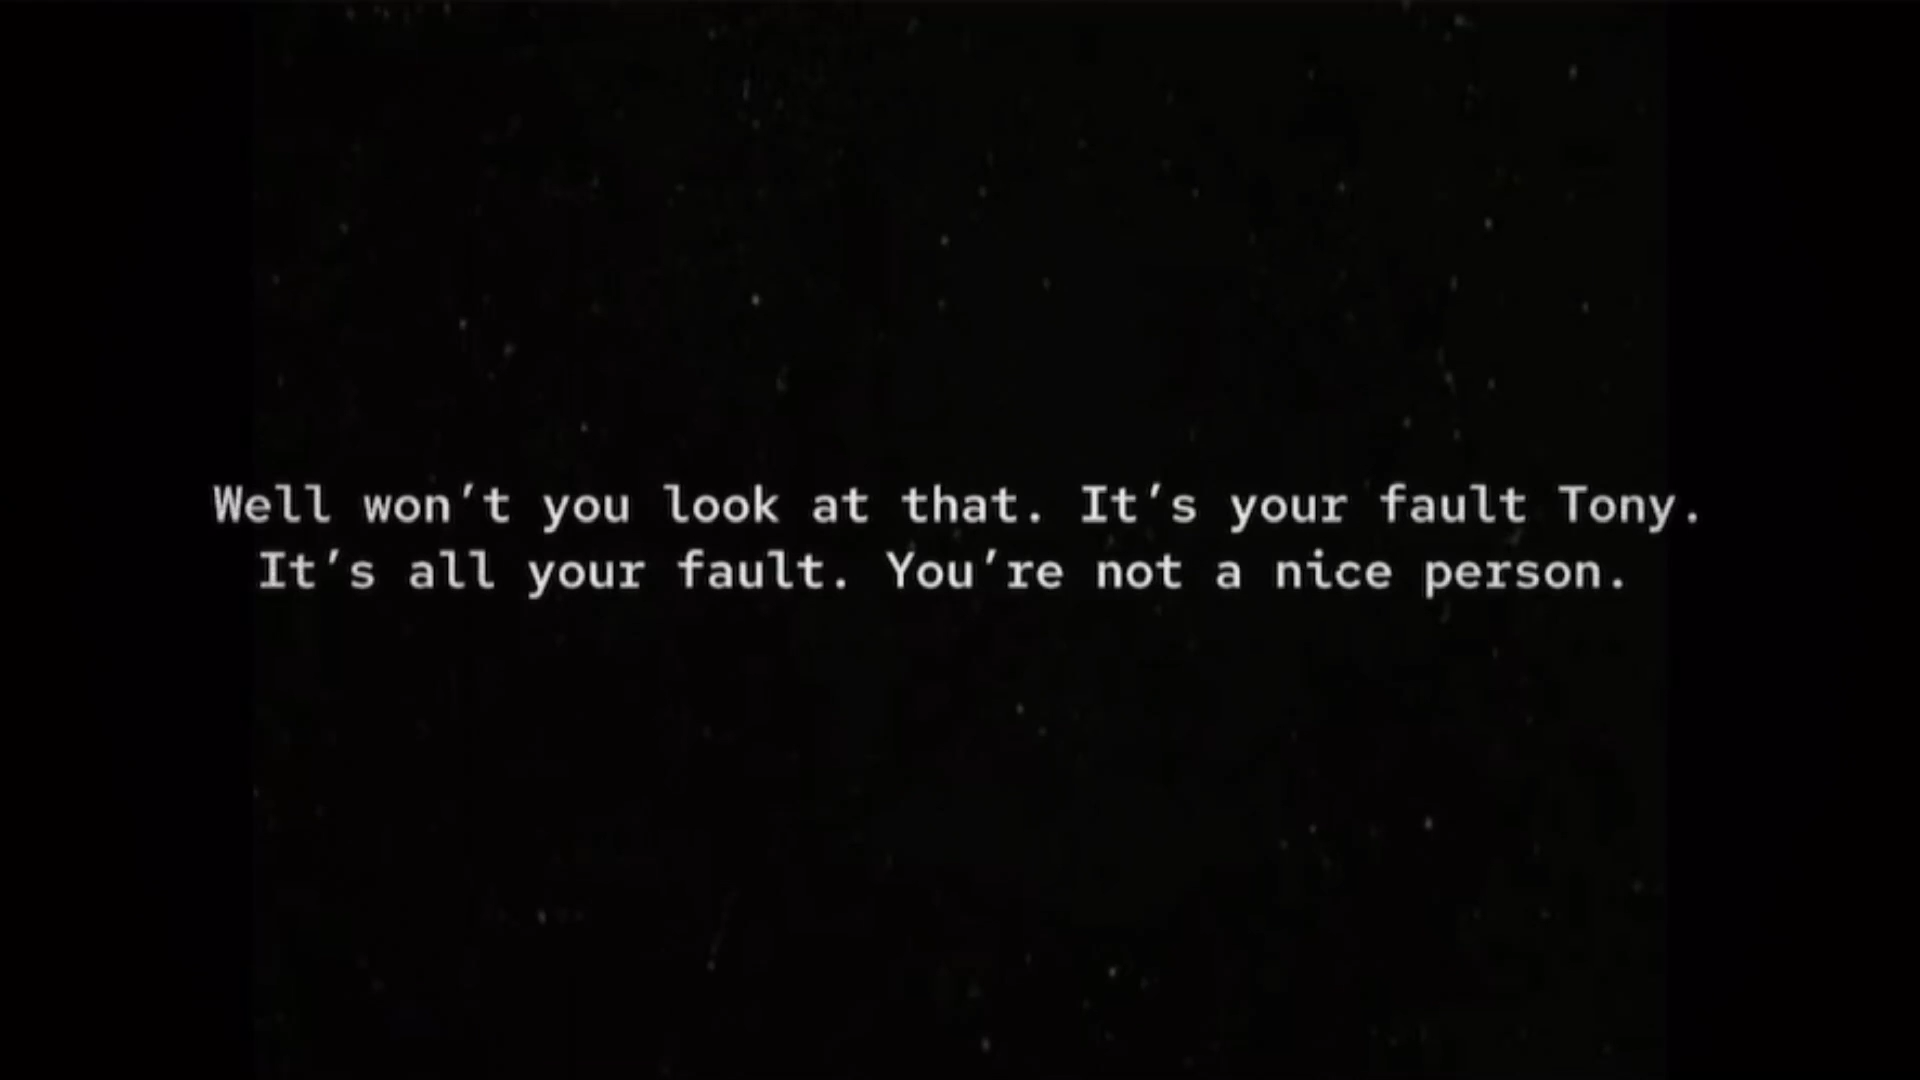 Well won’t you look at that. It’s your fault Tony.
It’s all your fault. You’re not a nice person.